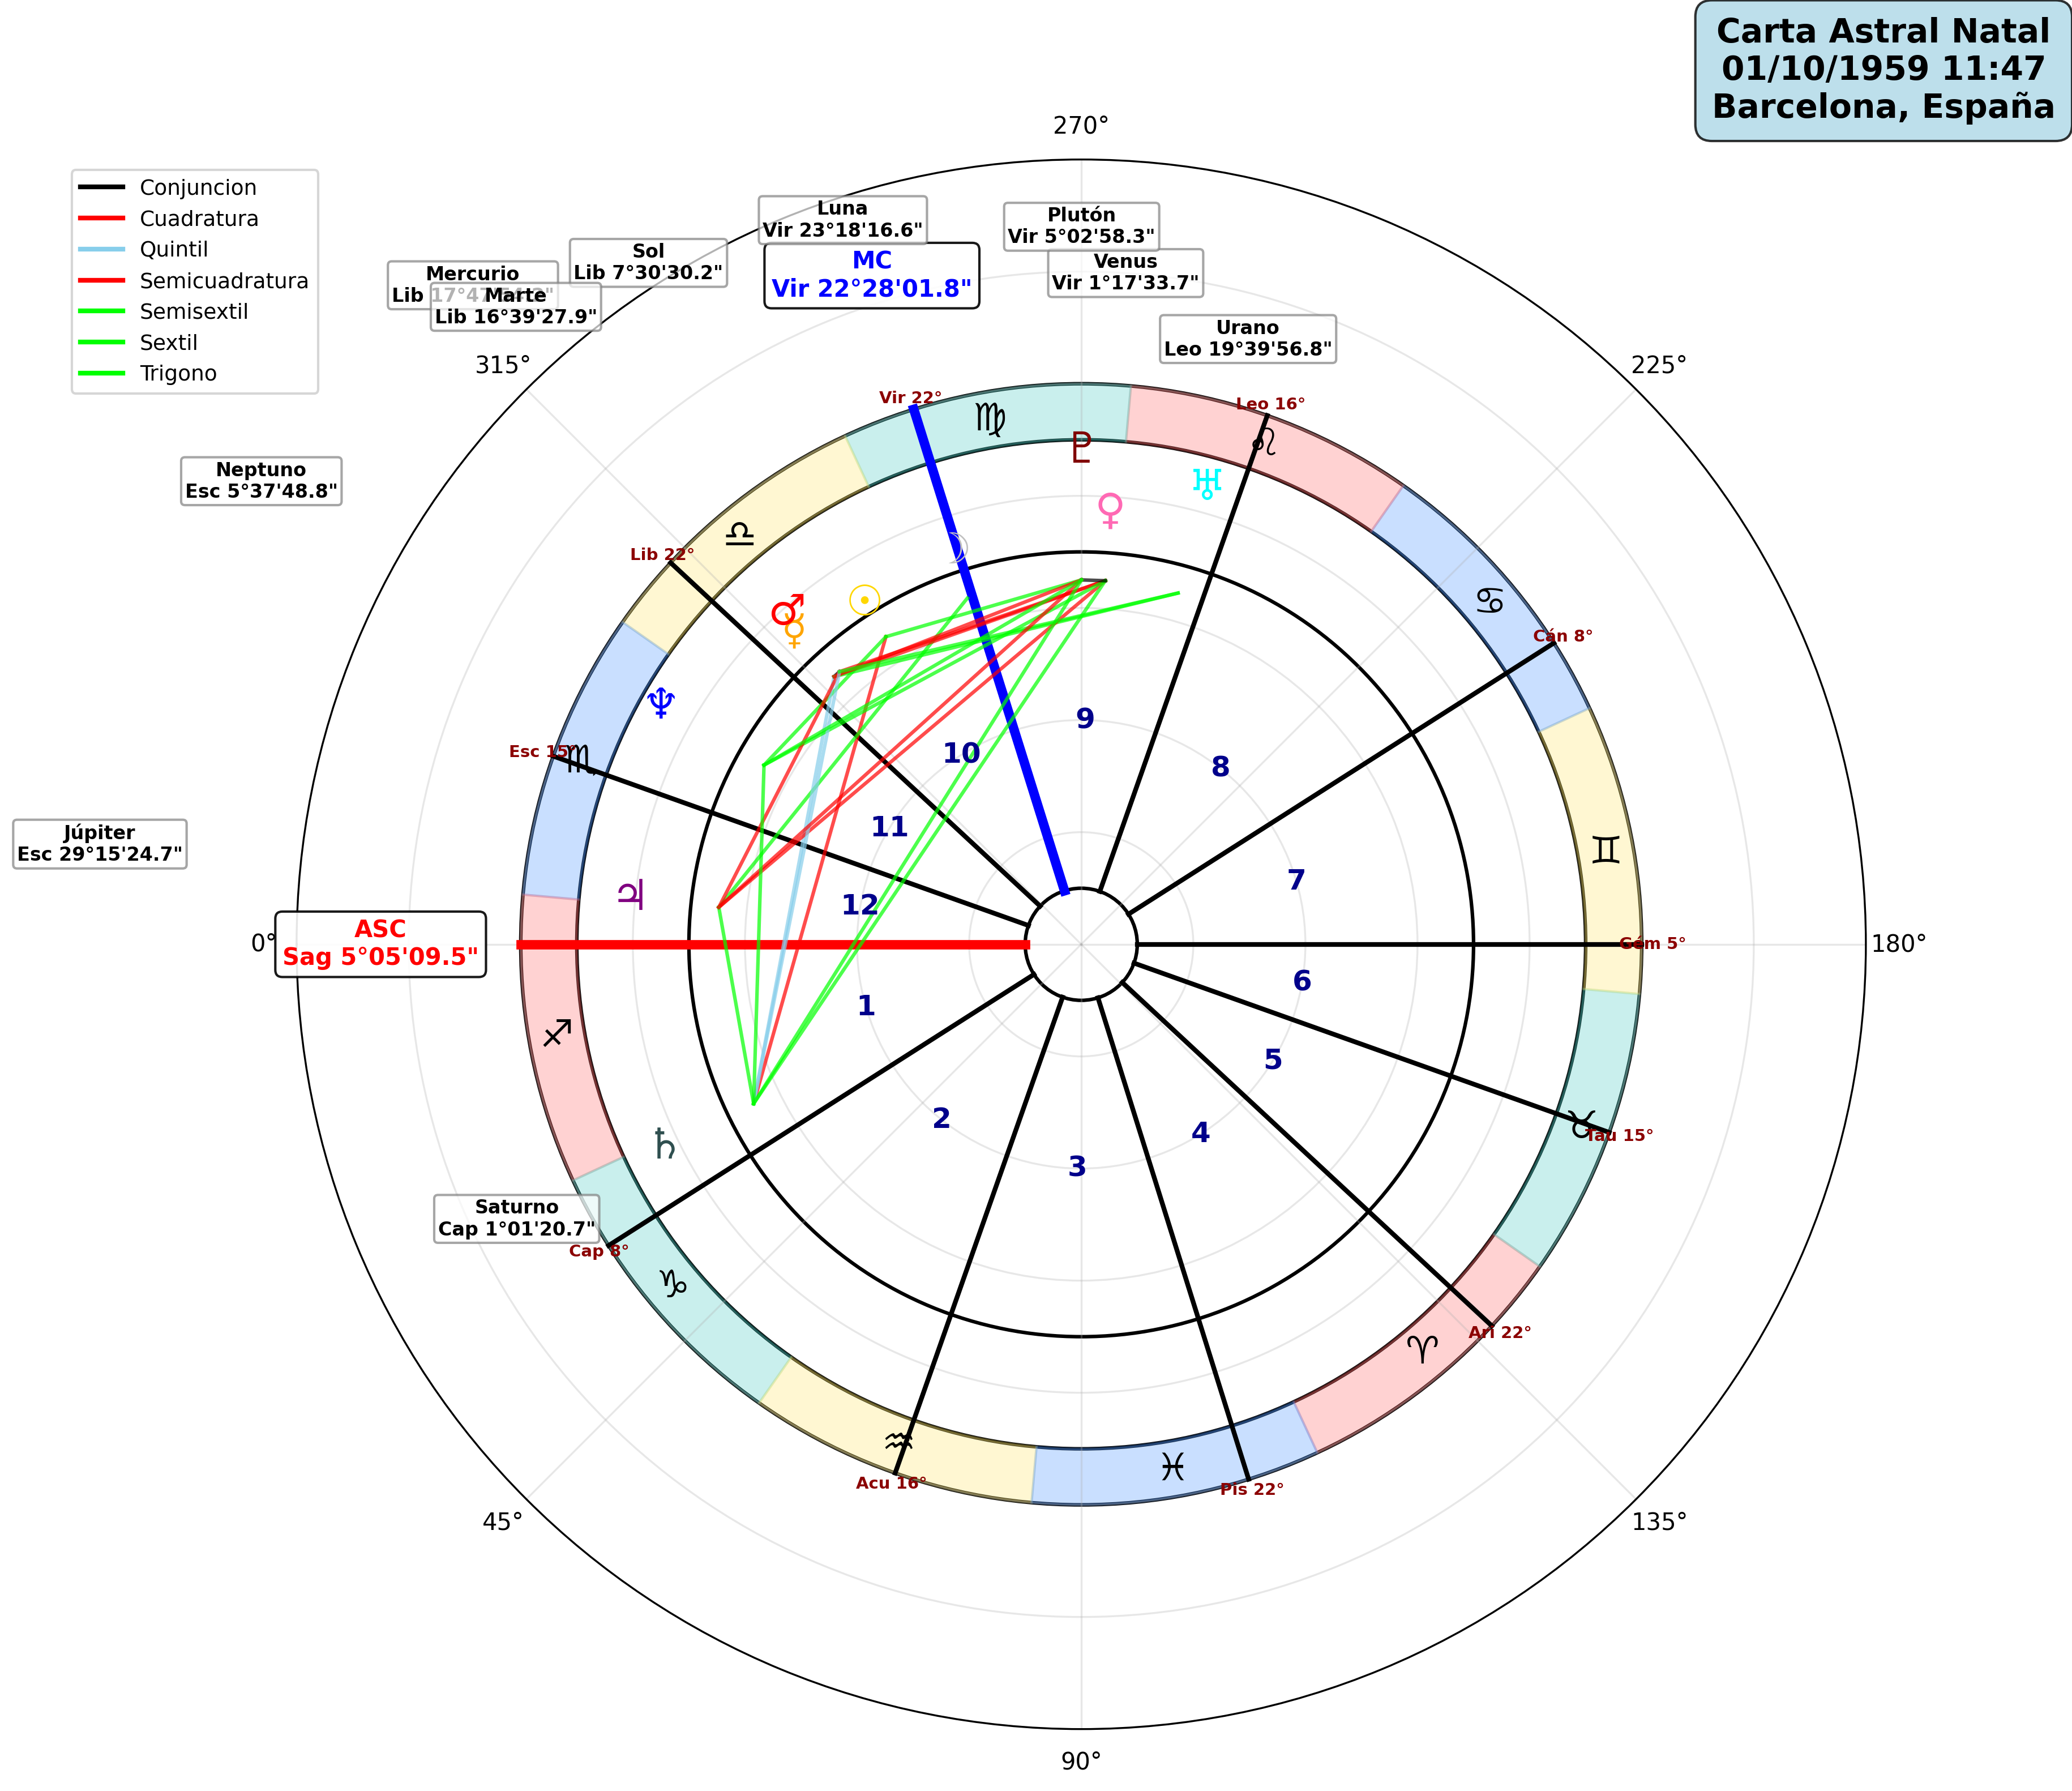 Carta Astral Natal
01/10/1959 11:47
Barcelona, España
270°
Conjuncion
Cuadratura
Quintil
Semicuadratura
Semisextil
Sextil
Trigono
Luna
Vir 23°18'16.6"
Plutón
Vir 5°02'58.3"
Sol
Lib 7°30'30.2"
MC
Vir 22°28'01.8"
Venus
Vir 1°17'33.7"
Mercurio
Lib
Marte
Lib 16°39'27.9"
Urano
Leo 19°39'56.8"
315°
225°
Vir 22°
Leo 16°
Neptuno
Esc 5°37'48.8"
Lib 22°
Cán 8°
Esc 15°
9
10
8
11
7
12
Júpiter
Esc 29°15'24.7"
0°
ASC
Sag 5°05'09.5"
Gém 5°
180°
1
6
5
2
4
3
Tau 15°
Saturno
Cap 1°01'20.7"
Cap 8°
Ari 22°
Acu 16°
Pis 22°
45°
135°
90°